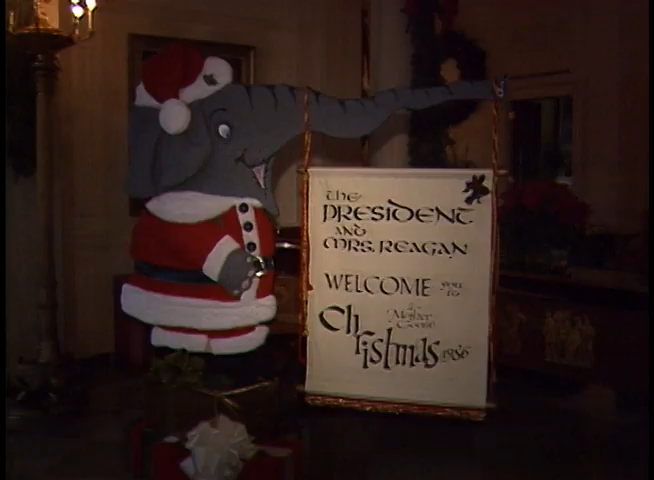 the
PRESIDENT
AND
MRS. REAGAN
WELCOME you to
a
Mother
Goose
Christmas 1986